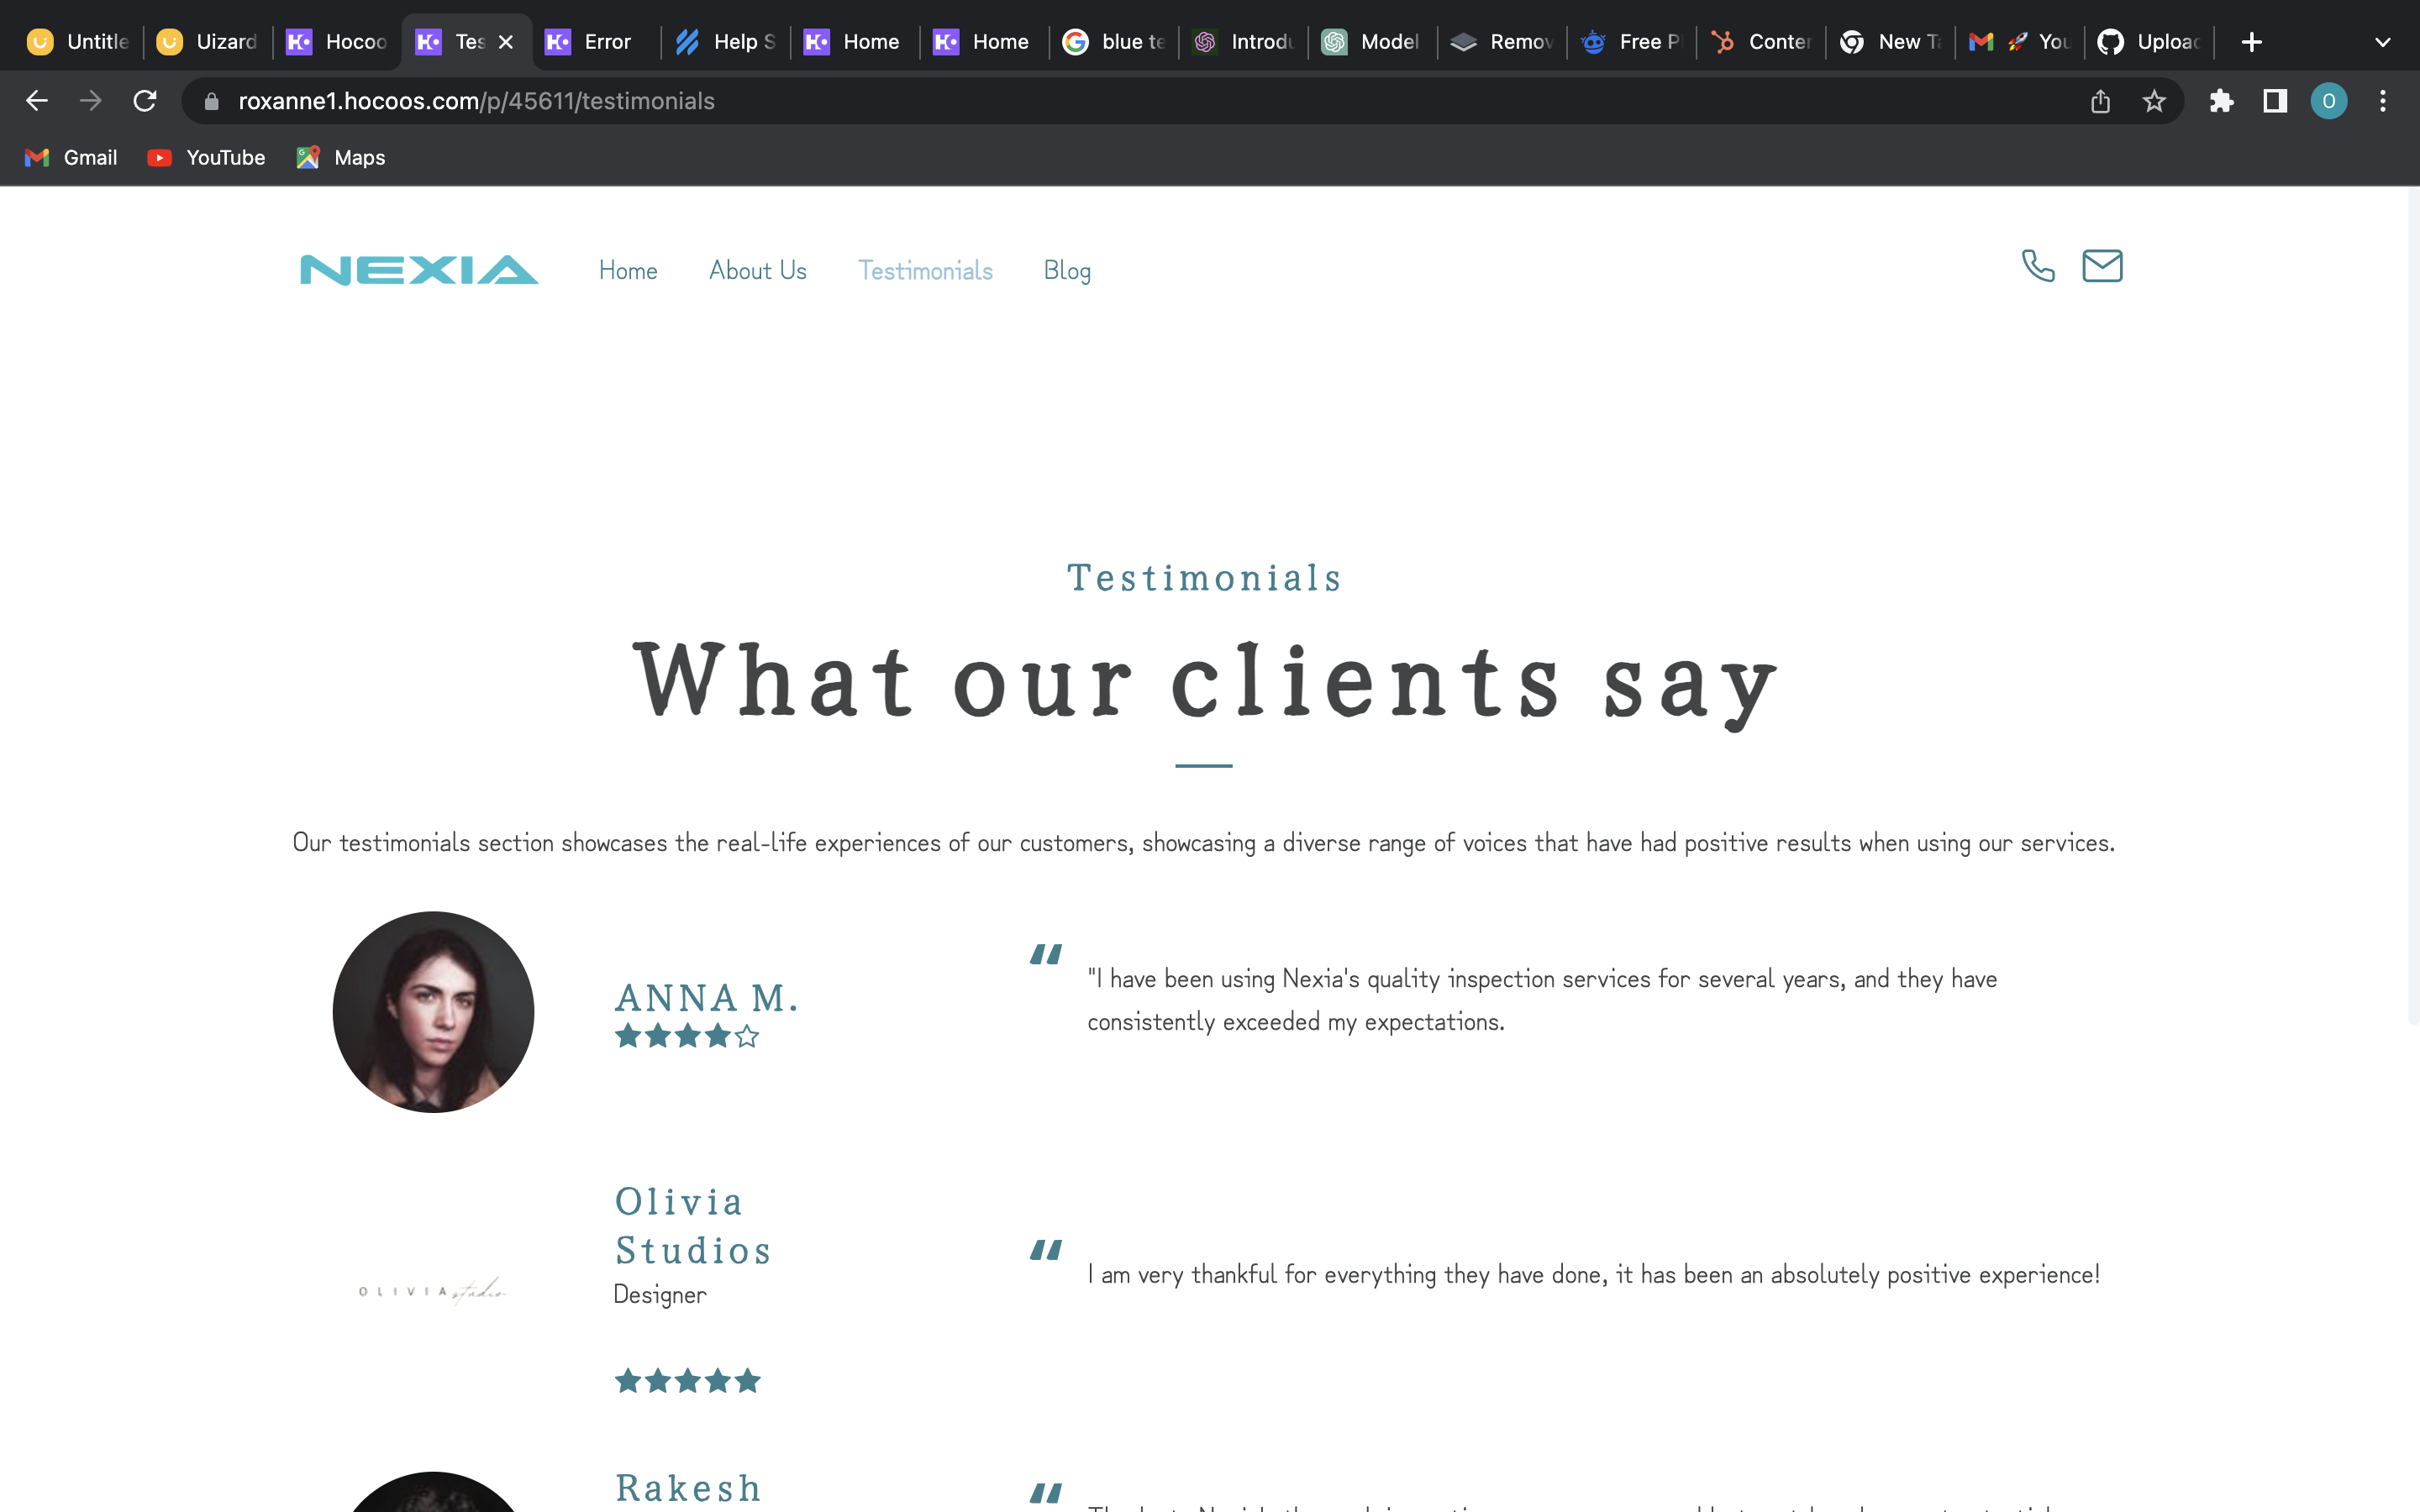 Untitle
Uizard
Hocoo
Tes
Error
Help S
Home
Home
blue te
Introdu
Model
Remov
Free Pl
Conter
New Ta
You
Upload
roxanne1.hocoos.com/p/45611/testimonials
O
Gmail
YouTube
Maps
NEXIA
Home
About Us
Testimonials
Blog
Testimonials
What our clients say
Our testimonials section showcases the real-life experiences of our customers, showcasing a diverse range of voices that have had positive results when using our services.
ANNA M.
"I have been using Nexia's quality inspection services for several years, and they have
consistently exceeded my expectations.
Olivia
Studios
Designer
OLIVIA studio
I am very thankful for everything they have done, it has been an absolutely positive experience!
Rakesh